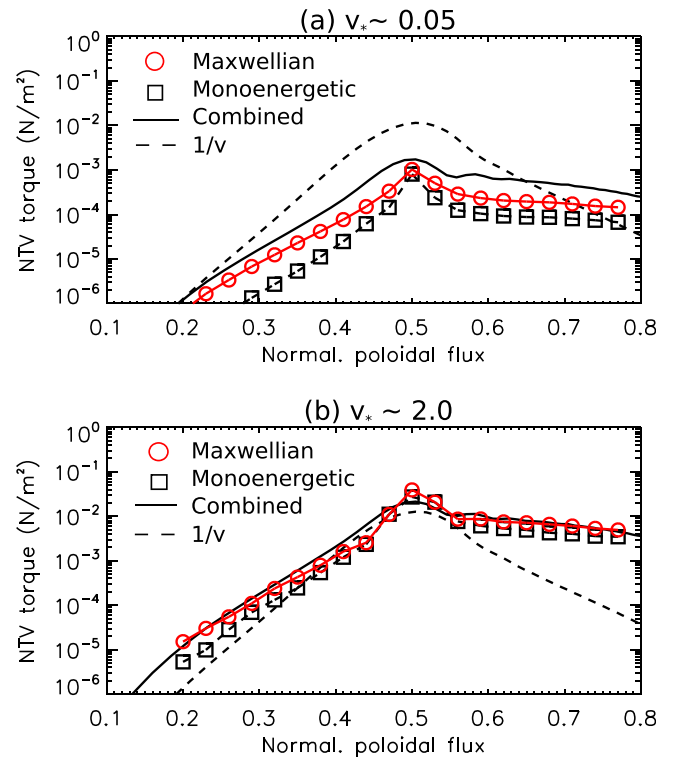 (a) v* ~ 0.05
10⁰
10⁻¹
10⁻²
10⁻³
10⁻⁴
10⁻⁵
10⁻⁶
NTV torque (N/m²)
Maxwellian
Monoenergetic
Combined
1/v
0.1 0.2 0.3 0.4 0.5 0.6 0.7 0.8
Normal. poloidal flux
(b) v* ~ 2.0
10⁰
10⁻¹
10⁻²
10⁻³
10⁻⁴
10⁻⁵
10⁻⁶
NTV torque (N/m²)
Maxwellian
Monoenergetic
Combined
1/v
0.1 0.2 0.3 0.4 0.5 0.6 0.7 0.8
Normal. poloidal flux